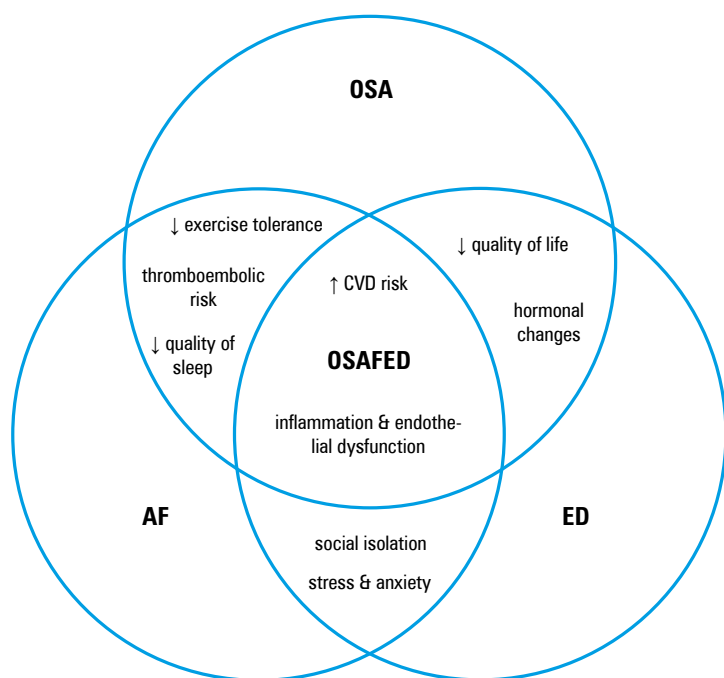 OSA
↓ exercise tolerance
↓ quality of life
thromboembolic
risk
↑ CVD risk
hormonal
changes
↓ quality of
sleep
OSAFED
inflammation & endothe-
lial dysfunction
AF
ED
social isolation
stress & anxiety